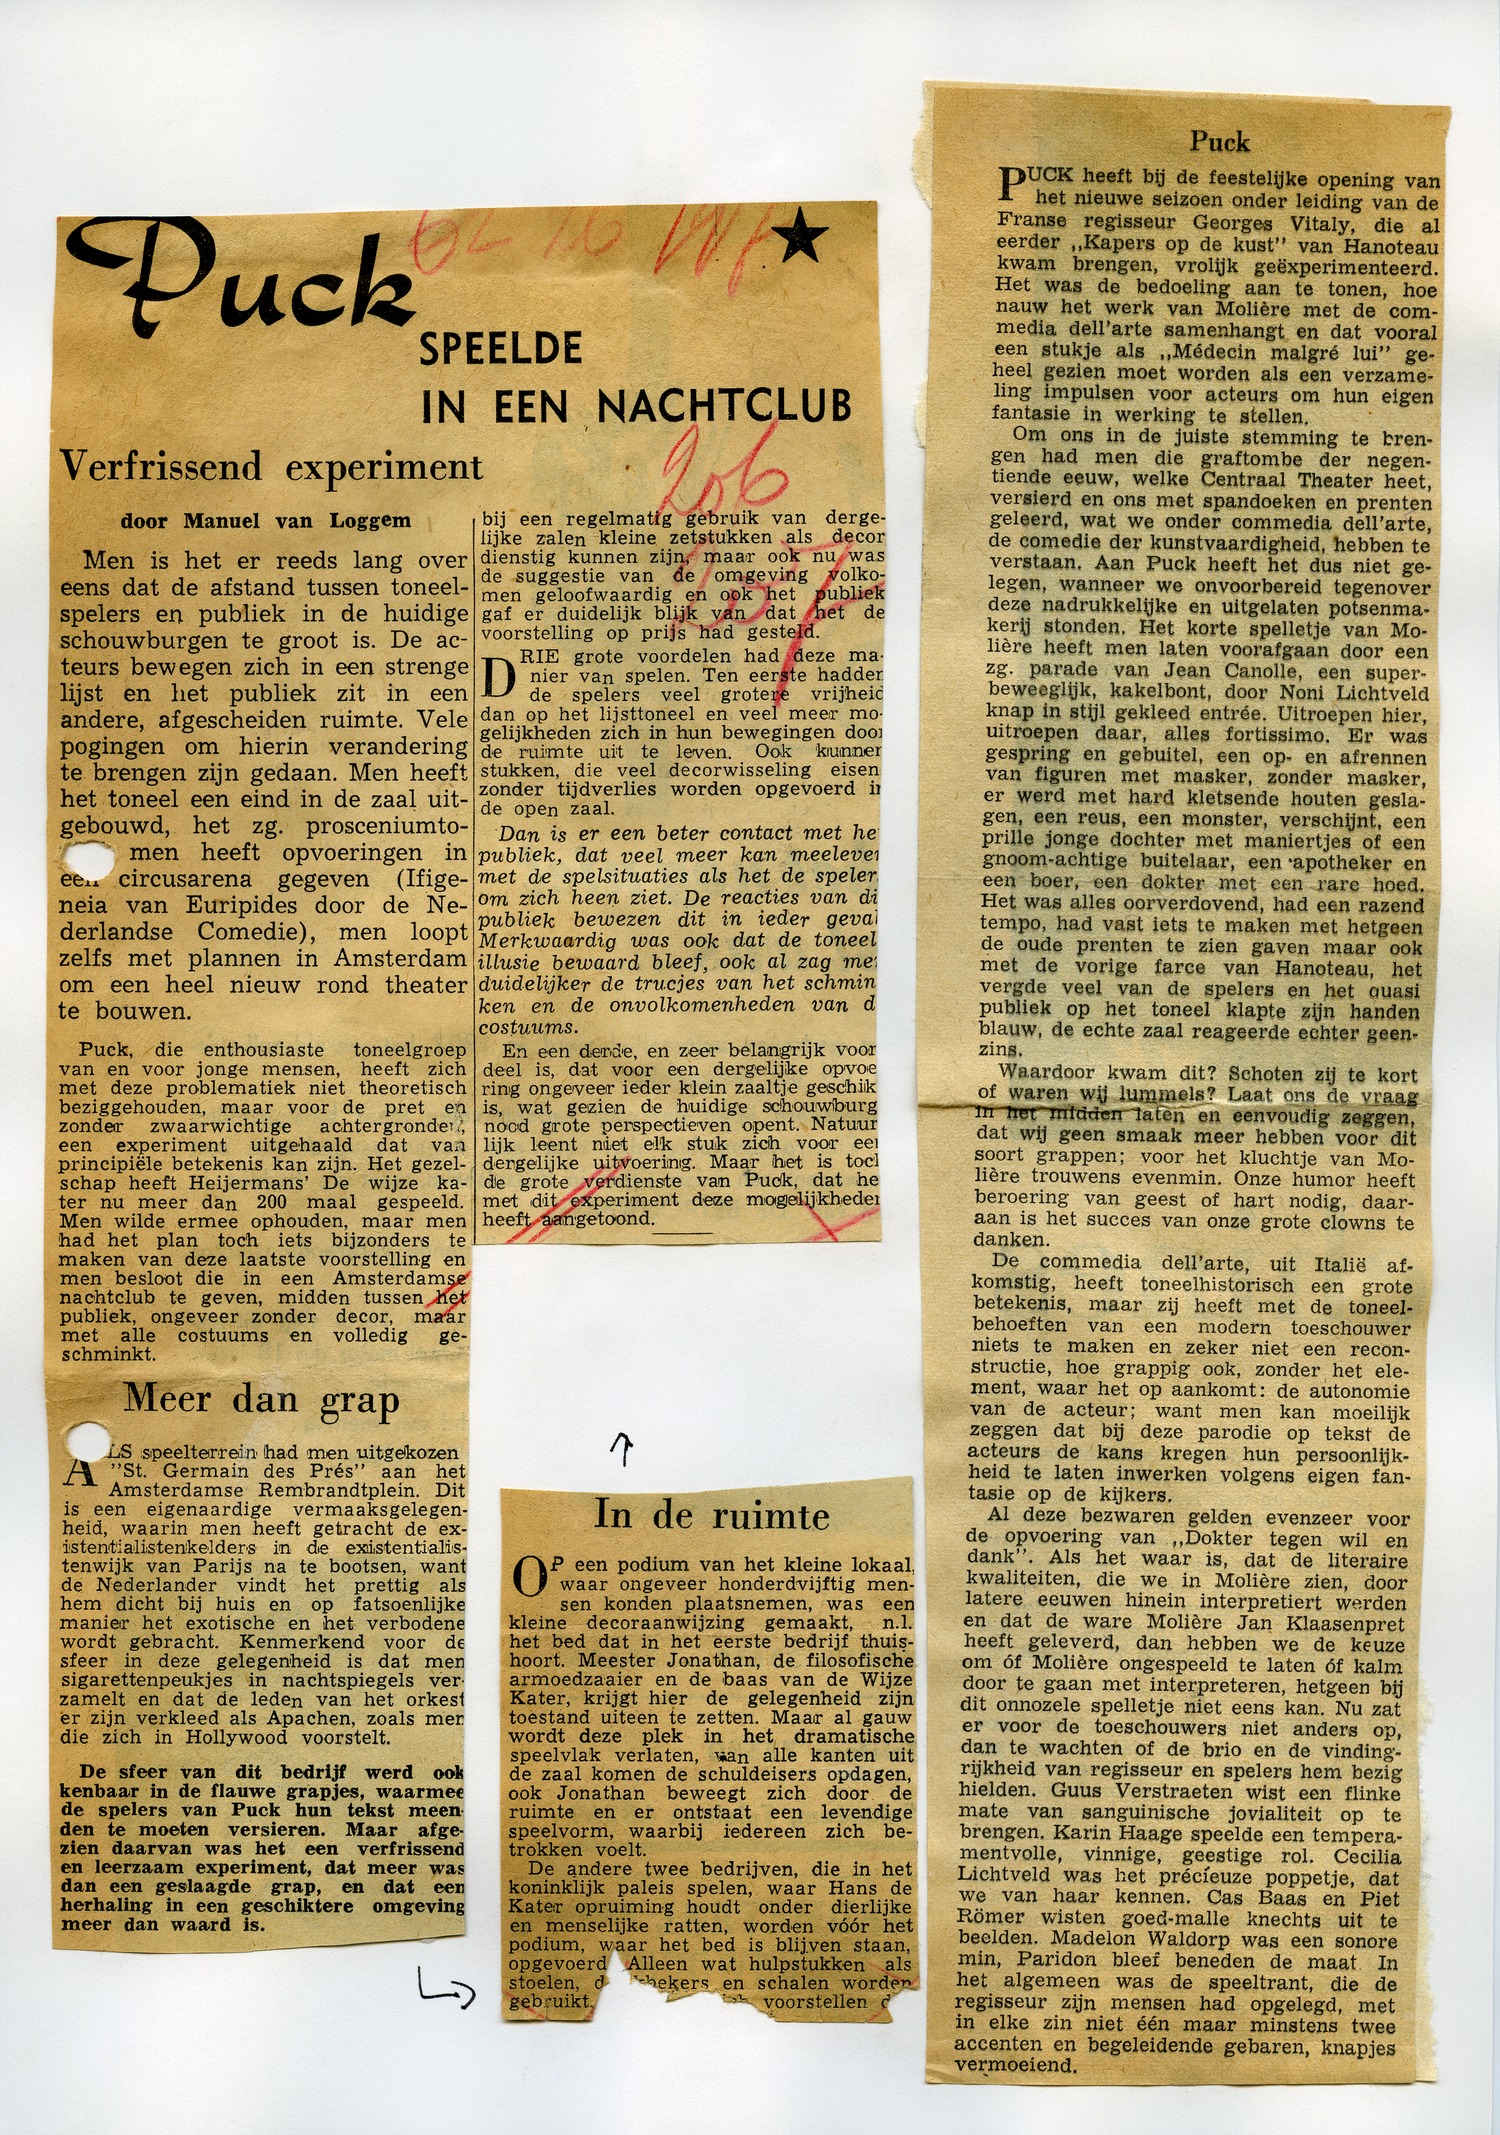 Puck
SPEELDE
IN EEN NACHTCLUB
Verfrissend experiment
door Manuel van Loggem
Men is het er reeds lang over
eens dat de afstand tussen toneel-
spelers en publiek in de huidige
schouwburgen te groot is. De ac-
teurs bewegen zich in een strenge
lijst en het publiek zit in een
andere, afgescheiden ruimte. Vele
pogingen om hierin verandering
te brengen zijn gedaan. Men heeft
het toneel een eind in de zaal uit-
gebouwd, het zg. prosceniumto-
men heeft opvoeringen in
een circusarena gegeven (Ifige-
neia van Euripides door de Ne-
derlandse Comedie), men loopt
zelfs met plannen in Amsterdam
om een heel nieuw rond theater
te bouwen.
Puck, die enthousiaste toneelgroep
van en voor jonge mensen, heeft zich
met deze problematiek niet theoretisch
beziggehouden, maar voor de pret en
zonder zwaarwichtige achtergronden,
een experiment uitgehaald dat van
principiële betekenis kan zijn. Het gezel-
schap heeft Heijermans' De wijze ka-
ter nu meer dan 200 maal gespeeld.
Men wilde ermee ophouden, maar men
had het plan toch iets bijzonders te
maken van deze laatste voorstelling en
men besloot die in een Amsterdamse
nachtclub te geven, midden tussen het
publiek, ongeveer zonder decor, maar
met alle costuums en volledig ge-
schminkt.
Meer dan grap
ALS speelterrein had men uitgekozen
"St. Germain des Prés" aan het
Amsterdamse Rembrandtplein. Dit
is een eigenaardige vermaaksgelegen-
heid, waarin men heeft getracht de ex-
istentialistenkelders in de existentialis-
tenwijk van Parijs na te bootsen, want
de Nederlander vindt het prettig als
hem dicht bij huis en op fatsoenlijke
manier het exotische en het verbodene
wordt gebracht. Kenmerkend voor de
sfeer in deze gelegenheid is dat men
sigarettenpeukjes in nachtspiegels ver-
zamelt en dat de leden van het orkest
er zijn verkleed als Apachen, zoals men
die zich in Hollywood voorstelt.
De sfeer van dit bedrijf werd ook
kenbaar in de flauwe grapjes, waarmee
de spelers van Puck hun tekst meen-
den te moeten versieren. Maar afge-
zien daarvan was het een verfrissend
en leerzaam experiment, dat meer was
dan een geslaagde grap, en dat een
herhaling in een geschiktere omgeving
meer dan waard is.
In de ruimte
OP een podium van het kleine lokaal,
waar ongeveer honderdvijftig men-
sen konden plaatsnemen, was een
kleine decoraanwijzing gemaakt, n.l.
het bed dat in het eerste bedrijf thuis-
hoort. Meester Jonathan, de filosofische
armoedzaaier en de baas van de Wijze
Kater, krijgt hier de gelegenheid zijn
toestand uiteen te zetten. Maar al gauw
wordt deze plek in het dramatische
speelvlak verlaten, van alle kanten uit
de zaal komen de schuldeisers opdagen,
ook Jonathan beweegt zich door de
ruimte en er ontstaat een levendige
speelvorm, waarbij iedereen zich be-
trokken voelt.
De andere twee bedrijven, die in het
koninklijk paleis spelen, waar Hans de
Kater opruiming houdt onder dierlijke
en menselijke ratten, worden vóór het
podium, waar het bed is blijven staan,
opgevoerd. Alleen wat hulpstukken als
stoelen, bekers en schalen worden
gebruikt. voorstellen
bij een regelmatig gebruik van derge-
lijke zalen kleine zetstukken als decor
dienstig kunnen zijn, maar ook nu was
de suggestie van de omgeving volko-
men geloofwaardig en ook het publiek
gaf er duidelijk blijk van dat het de
voorstelling op prijs had gesteld.
DRIE grote voordelen had deze ma-
nier van spelen. Ten eerste hadden
de spelers veel grotere vrijheid
dan op het lijsttoneel en veel meer mo-
gelijkheden zich in hun bewegingen door
de ruimte uit te leven. Ook kunnen
stukken, die veel decorwisseling eisen
zonder tijdverlies worden opgevoerd in
de open zaal.
Dan is er een beter contact met he
publiek, dat veel meer kan meeleven
met de spelsituaties als het de speler
om zich heen ziet. De reacties van di
publiek bewezen dit in ieder geval
Merkwaardig was ook dat de toneel
illusie bewaard bleef, ook al zag men
duidelijker de trucjes van het schmin
ken en de onvolkomenheden van d
costuums.
En een derde, en zeer belangrijk voor
deel is, dat voor een dergelijke opvoe
ring ongeveer ieder klein zaaltje geschik
is, wat gezien de huidige schouwburg
nood grote perspectieven opent. Natuur
lijk leent niet elk stuk zich voor een
dergelijke uitvoering. Maar het is toch
de grote verdienste van Puck, dat he
met dit experiment deze mogelijkheden
heeft aangetoond.
206
207
Puck
PUCK heeft bij de feestelijke opening van
het nieuwe seizoen onder leiding van de
Franse regisseur Georges Vitaly, die al
eerder „Kapers op de kust” van Hanoteau
kwam brengen, vrolijk geëxperimenteerd.
Het was de bedoeling aan te tonen, hoe
nauw het werk van Molière met de com-
media dell'arte samenhangt en dat vooral
een stukje als „Médecin malgré lui” ge-
heel gezien moet worden als een verzame-
ling impulsen voor acteurs om hun eigen
fantasie in werking te stellen.
Om ons in de juiste stemming te bren-
gen had men die graftombe der negen-
tiende eeuw, welke Centraal Theater heet,
versierd en ons met spandoeken en prenten
geleerd, wat we onder commedia dell'arte,
de comedie der kunstvaardigheid, hebben te
verstaan. Aan Puck heeft het dus niet ge-
legen, wanneer we onvoorbereid tegenover
deze nadrukkelijke en uitgelaten potsenma-
kerij stonden. Het korte spelletje van Mo-
lière heeft men laten voorafgaan door een
zg. parade van Jean Canolle, een super-
beweeglijk, kakelbont, door Noni Lichtveld
knap in stijl gekleed entrée. Uitroepen hier,
uitroepen daar, alles fortissimo. Er was
gespring en gebuitel, een op- en afrennen
van figuren met masker, zonder masker,
er werd met hard kletsende houten gesla-
gen, een reus, een monster, verschijnt, een
prille jonge dochter met maniertjes of een
gnoom-achtige buitelaar, een apotheker en
een boer, een dokter met een rare hoed.
Het was alles oorverdovend, had een razend
tempo, had vast iets te maken met hetgeen
de oude prenten te zien gaven maar ook
met de vorige farce van Hanoteau, het
vergde veel van de spelers en het quasi
publiek op het toneel klapte zijn handen
blauw, de echte zaal reageerde echter geen-
zins.
Waardoor kwam dit? Schoten zij te kort
of waren wij lummels? Laat ons de vraag
in het midden laten en eenvoudig zeggen,
dat wij geen smaak meer hebben voor dit
soort grappen; voor het kluchtje van Mo-
lière trouwens evenmin. Onze humor heeft
beroering van geest of hart nodig, daar-
aan is het succes van onze grote clowns te
danken.
De commedia dell'arte, uit Italië af-
komstig, heeft toneelhistorisch een grote
betekenis, maar zij heeft met de toneel-
behoeften van een modern toeschouwer
niets te maken en zeker niet een recon-
structie, hoe grappig ook, zonder het ele-
ment, waar het op aankomt: de autonomie
van de acteur; want men kan moeilijk
zeggen dat bij deze parodie op tekst de
acteurs de kans kregen hun persoonlijk-
heid te laten inwerken volgens eigen fan-
tasie op de kijkers.
Al deze bezwaren gelden evenzeer voor
de opvoering van „Dokter tegen wil en
dank”. Als het waar is, dat de literaire
kwaliteiten, die we in Molière zien, door
latere eeuwen hinein interpretiert werden
en dat de ware Molière Jan Klaasenpret
heeft geleverd, dan hebben we de keuze
om óf Molière ongespeeld te laten óf kalm
door te gaan met interpreteren, hetgeen bij
dit onnozele spelletje niet eens kan. Nu zat
er voor de toeschouwers niet anders op,
dan te wachten of de brio en de vinding-
rijkheid van regisseur en spelers hem bezig
hielden. Guus Verstraeten wist een flinke
mate van sanguinische jovialiteit op te
brengen. Karin Haage speelde een tempera-
mentvolle, vinnige, geestige rol. Cecilia
Lichtveld was het précieuze poppetje, dat
we van haar kennen. Cas Baas en Piet
Römer wisten goed-malle knechts uit te
beelden. Madelon Waldorp was een sonore
min, Paridon bleef beneden de maat. In
het algemeen was de speeltrant, die de
regisseur zijn mensen had opgelegd, met
in elke zin niet één maar minstens twee
accenten en begeleidende gebaren, knapjes
vermoeiend.